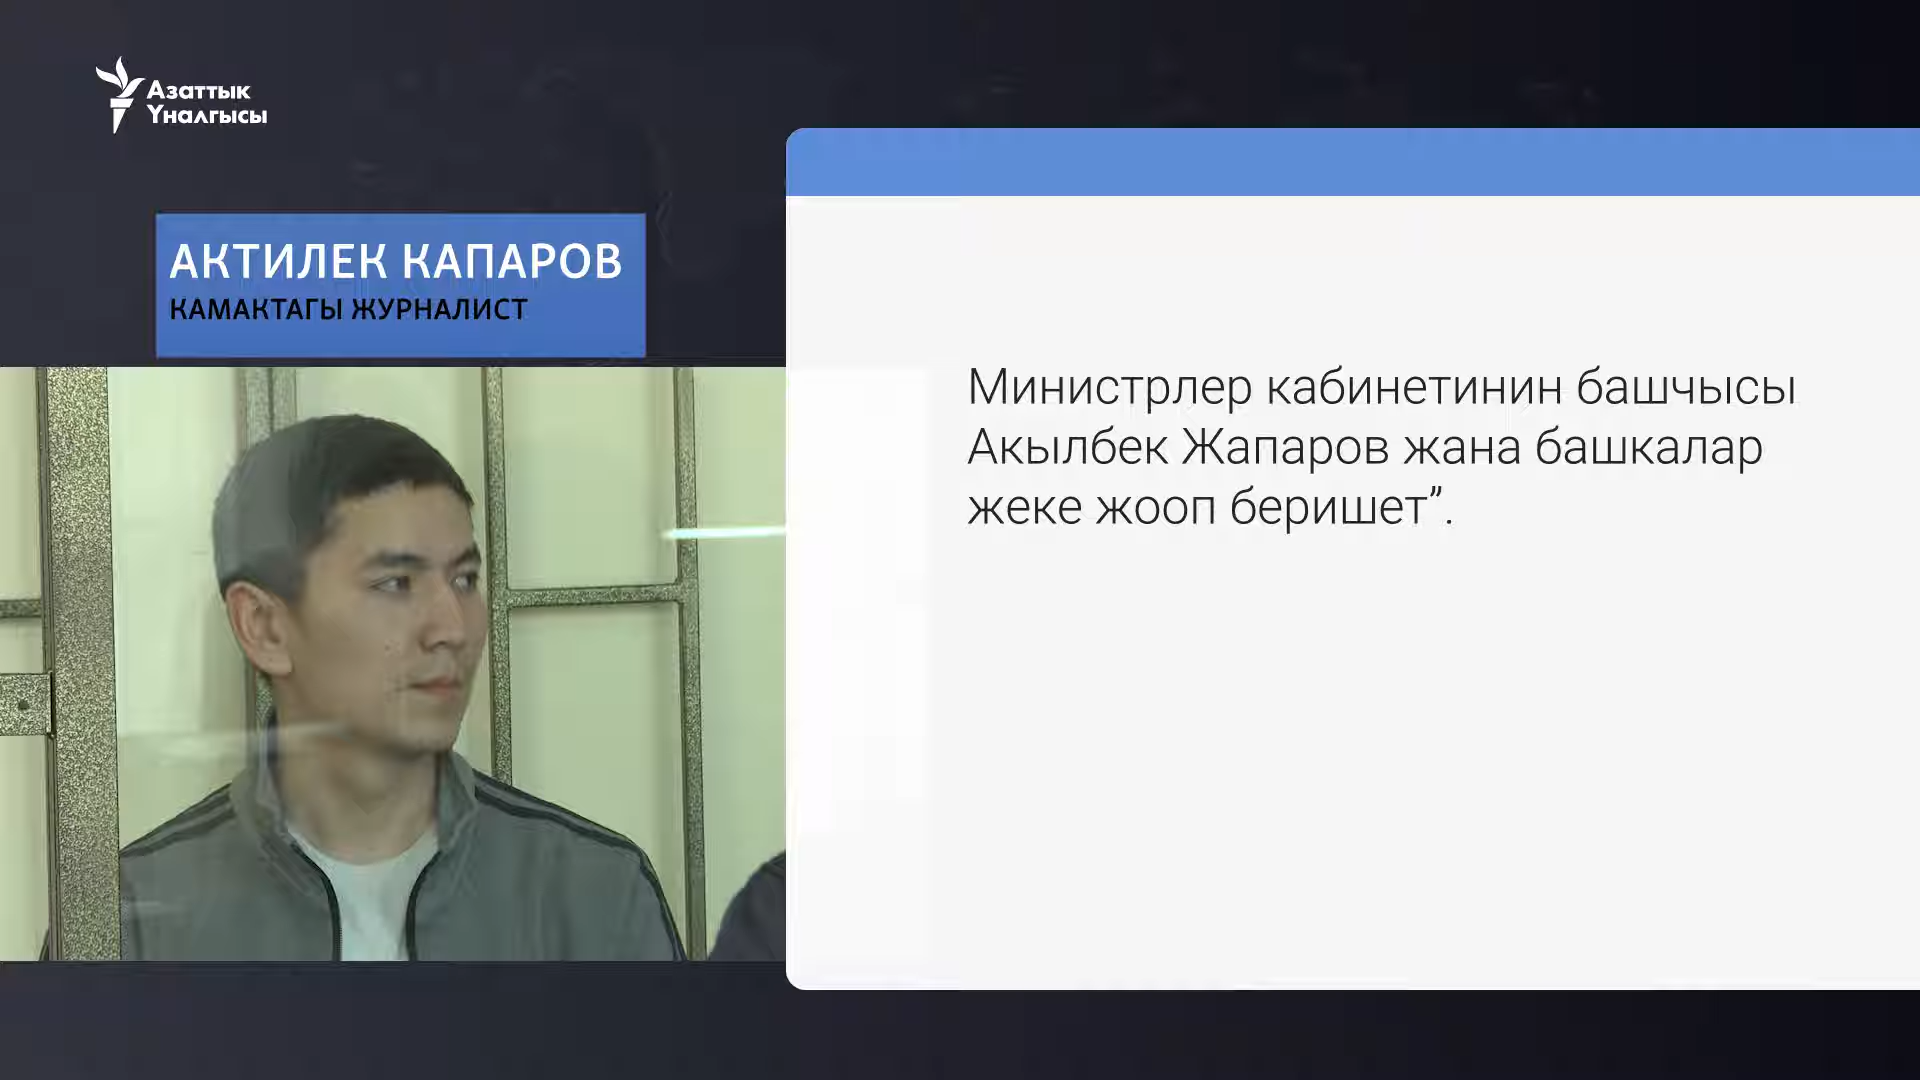 Азаттык
Үналгысы
АКТИЛЕК КАПАРОВ
КАМАКТАГЫ ЖУРНАЛИСТ
Министрлер кабинетинин башчысы
Акылбек Жапаров жана башкалар
жеке жооп беришет”.